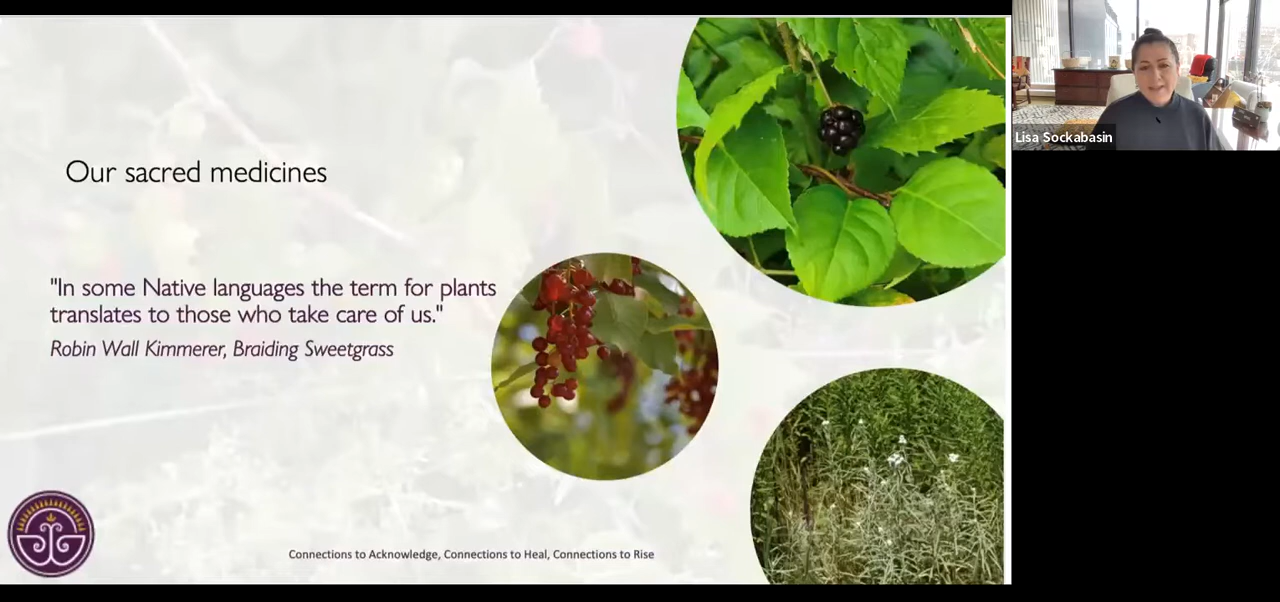 Our sacred medicines
"In some Native languages the term for plants
translates to those who take care of us."
Robin Wall Kimmerer, Braiding Sweetgrass
Connections to Acknowledge, Connections to Heal, Connections to Rise
Lisa Sockabasin